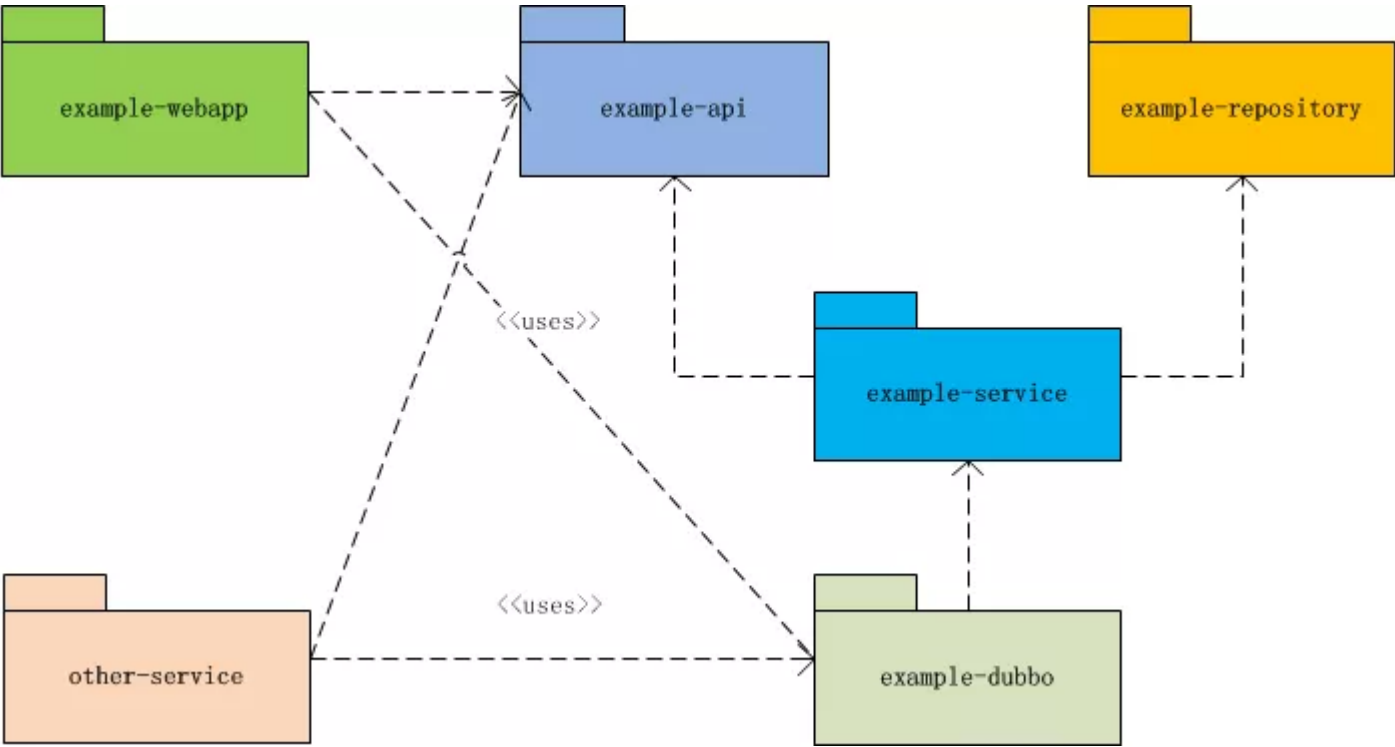 example-webapp
example-api
example-repository
<<uses>>
example-service
<<uses>>
other-service
example-dubbo